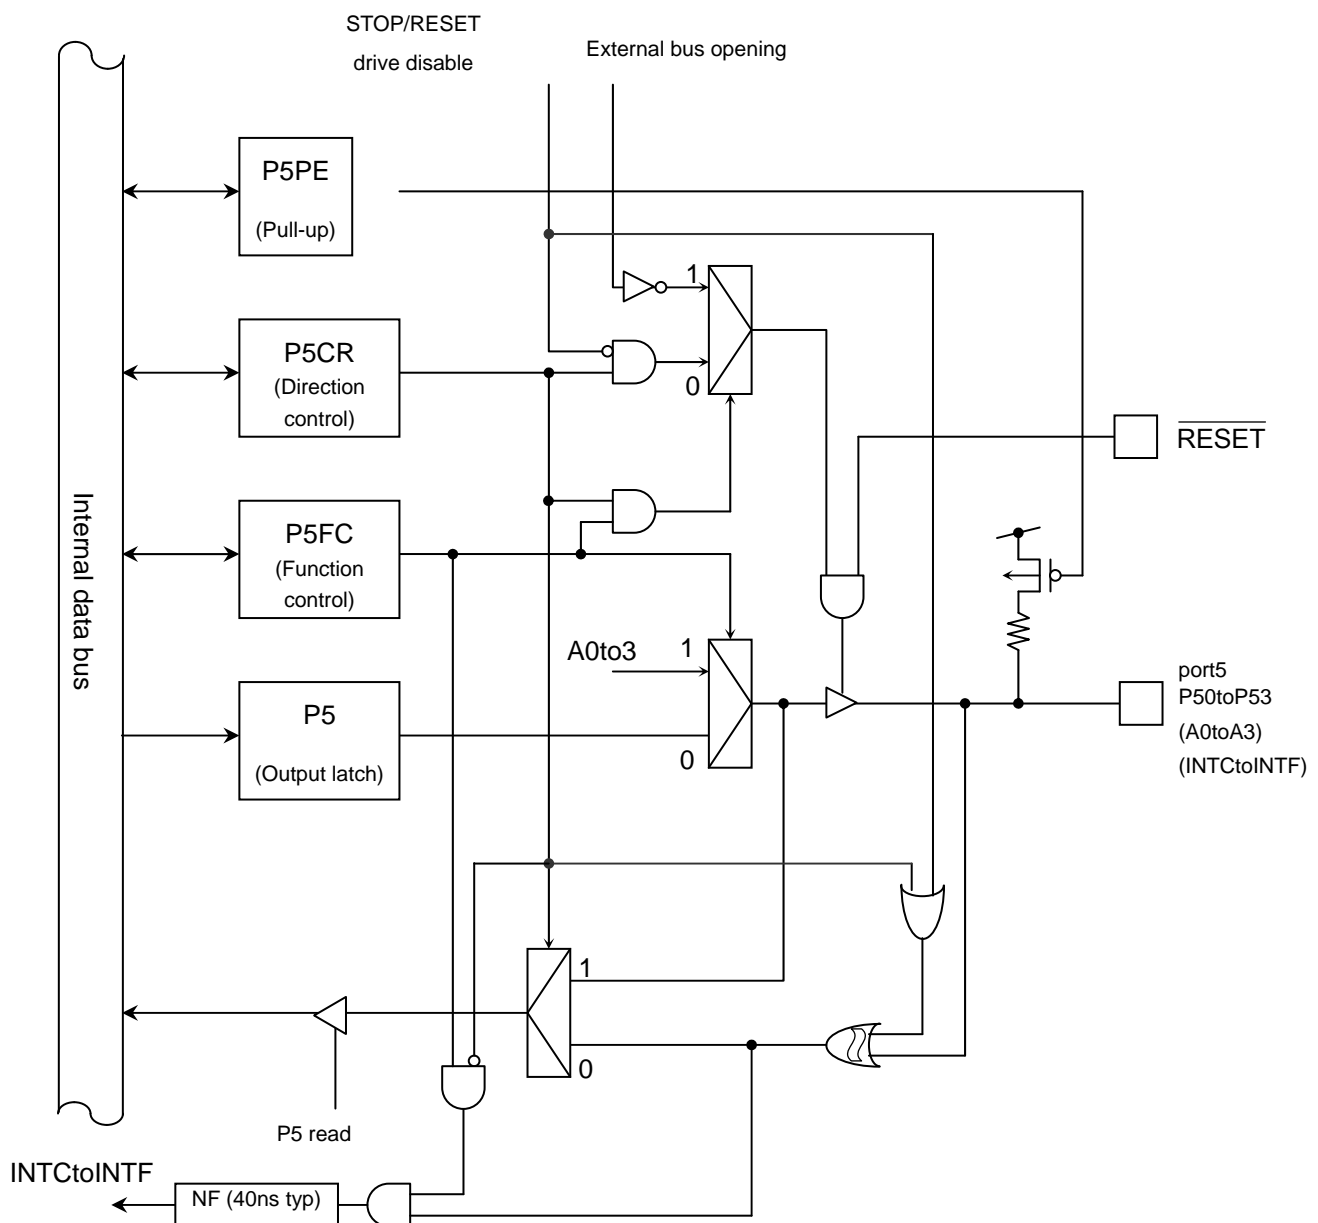 STOP/RESET
drive disable
External bus opening
P5PE
(Pull-up)
1
P5CR
(Direction
control)
0
RESET
Internal data bus
P5FC
(Function
control)
A0to3
1
port5
P50toP53
(A0toA3)
(INTCtoINTF)
P5
(Output latch)
0
1
0
P5 read
INTCtoINTF
NF (40ns typ)